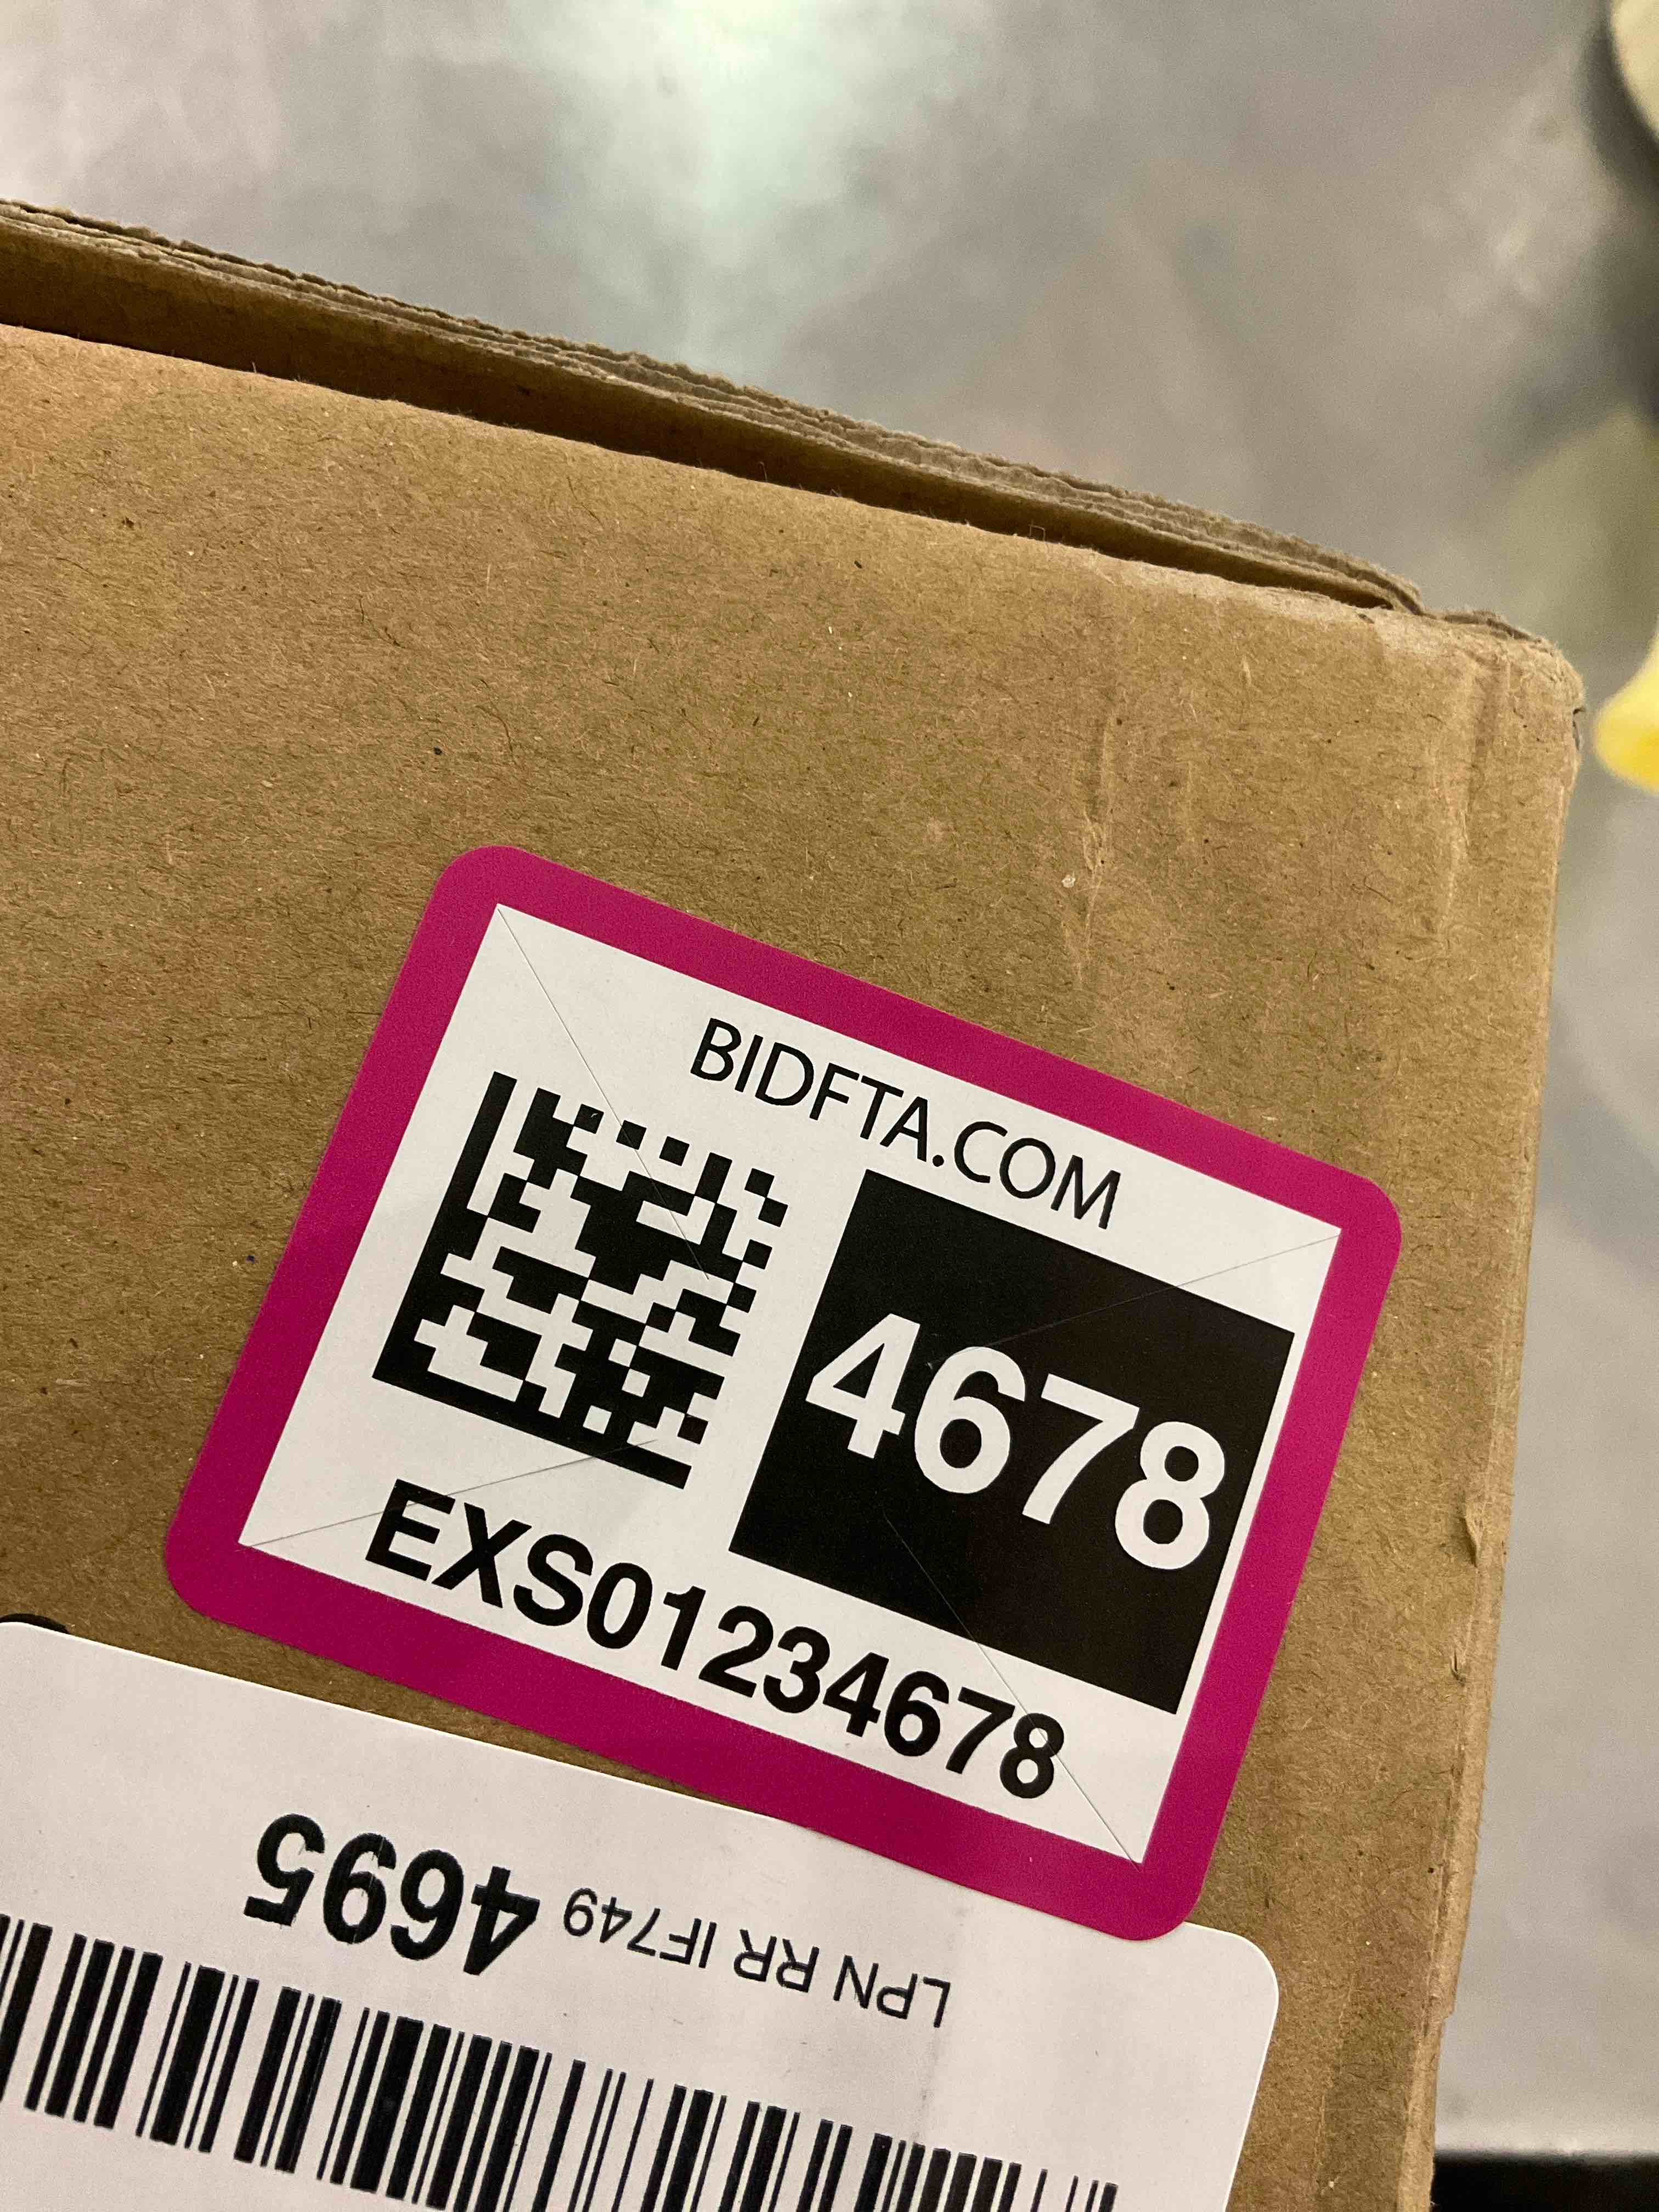 BIDFTA.COM
4678
EXS01234678
LPN RR IF749 4695